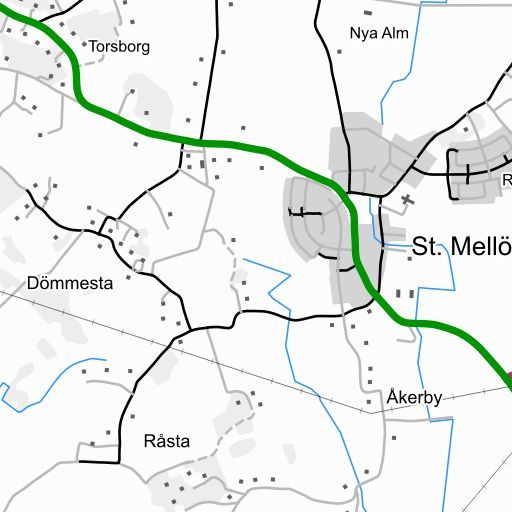 Nya Alm
Torsborg
R
St. Mellö
Dömmesta
Åkerby
Råsta